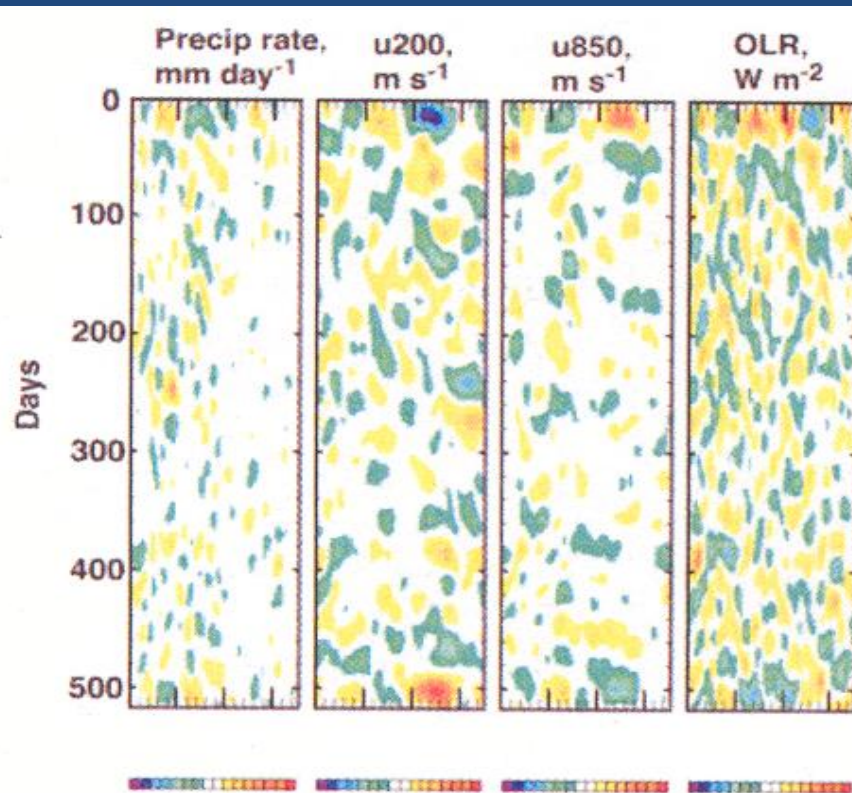 Precip rate,
mm day-1
u200,
m s-1
u850,
m s-1
OLR,
W m-2
0
100
200
300
400
500
Days